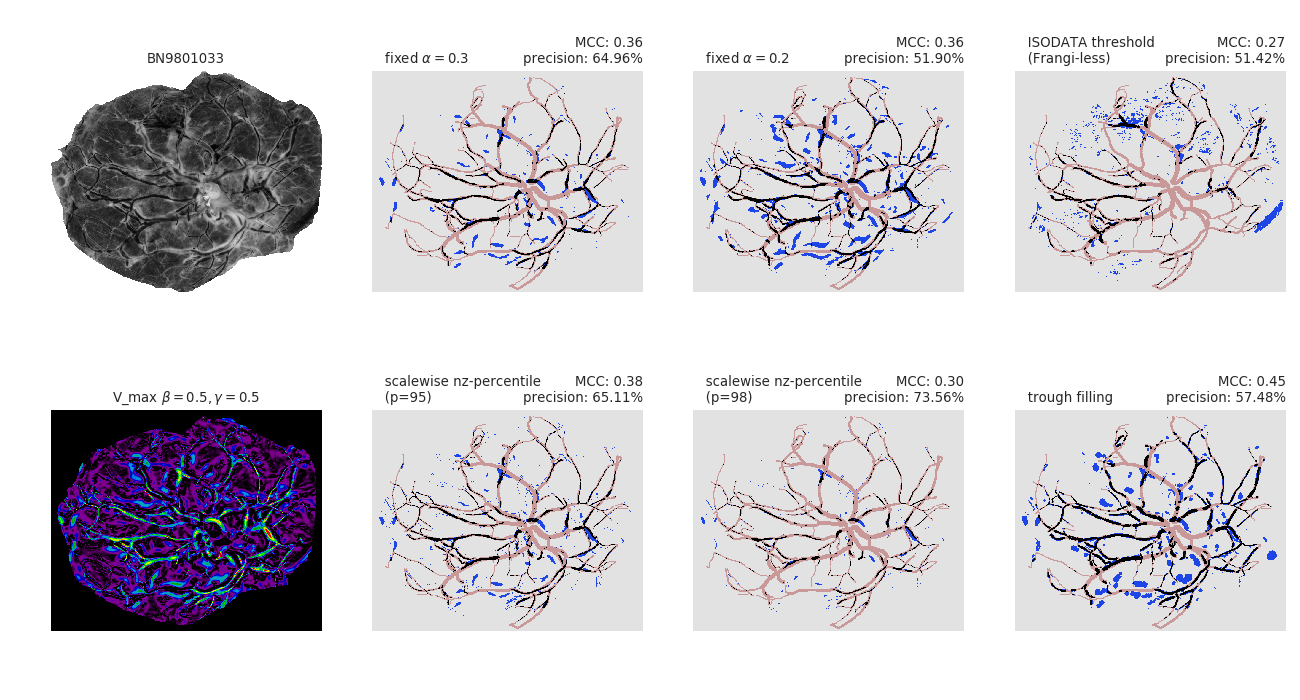 BN9801033
MCC: 0.36
fixed α = 0.3 precision: 64.96%
MCC: 0.36
fixed α = 0.2 precision: 51.90%
ISODATA threshold MCC: 0.27
(Frangi-less) precision: 51.42%
V_max β = 0.5, γ = 0.5
scalewise nz-percentile MCC: 0.38
(p=95) precision: 65.11%
scalewise nz-percentile MCC: 0.30
(p=98) precision: 73.56%
MCC: 0.45
trough filling precision: 57.48%